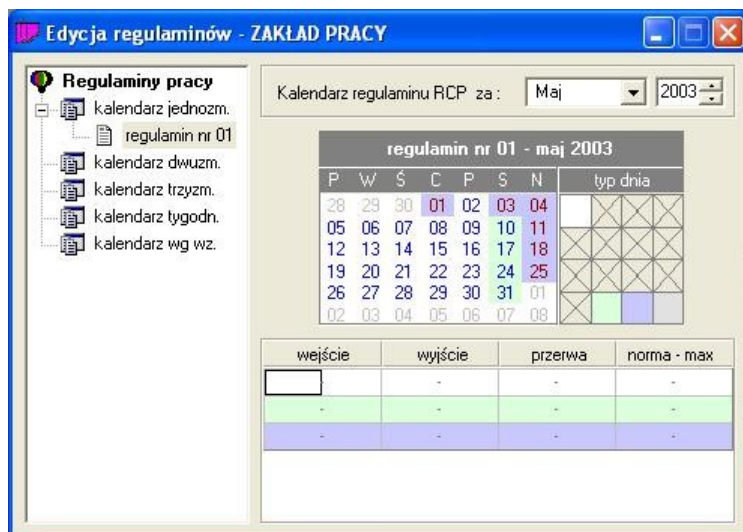 Edycja regulaminów - ZAKŁAD PRACY
Regulaminy pracy
kalendarz jednozm.
regulamin nr 01
kalendarz dwuzm.
kalendarz trzyzm.
kalendarz tygodn.
kalendarz wg wz.
Kalendarz regulaminu RCP za : Maj 2003
regulamin nr 01 - maj 2003
P W Ś C P S N typ dnia
28 29 30 01 02 03 04
05 06 07 08 09 10 11
12 13 14 15 16 17 18
19 20 21 22 23 24 25
26 27 28 29 30 31 01
02 03 04 05 06 07 08
wejście wyjście przerwa norma - max
- - - -
- - - -
- - - -